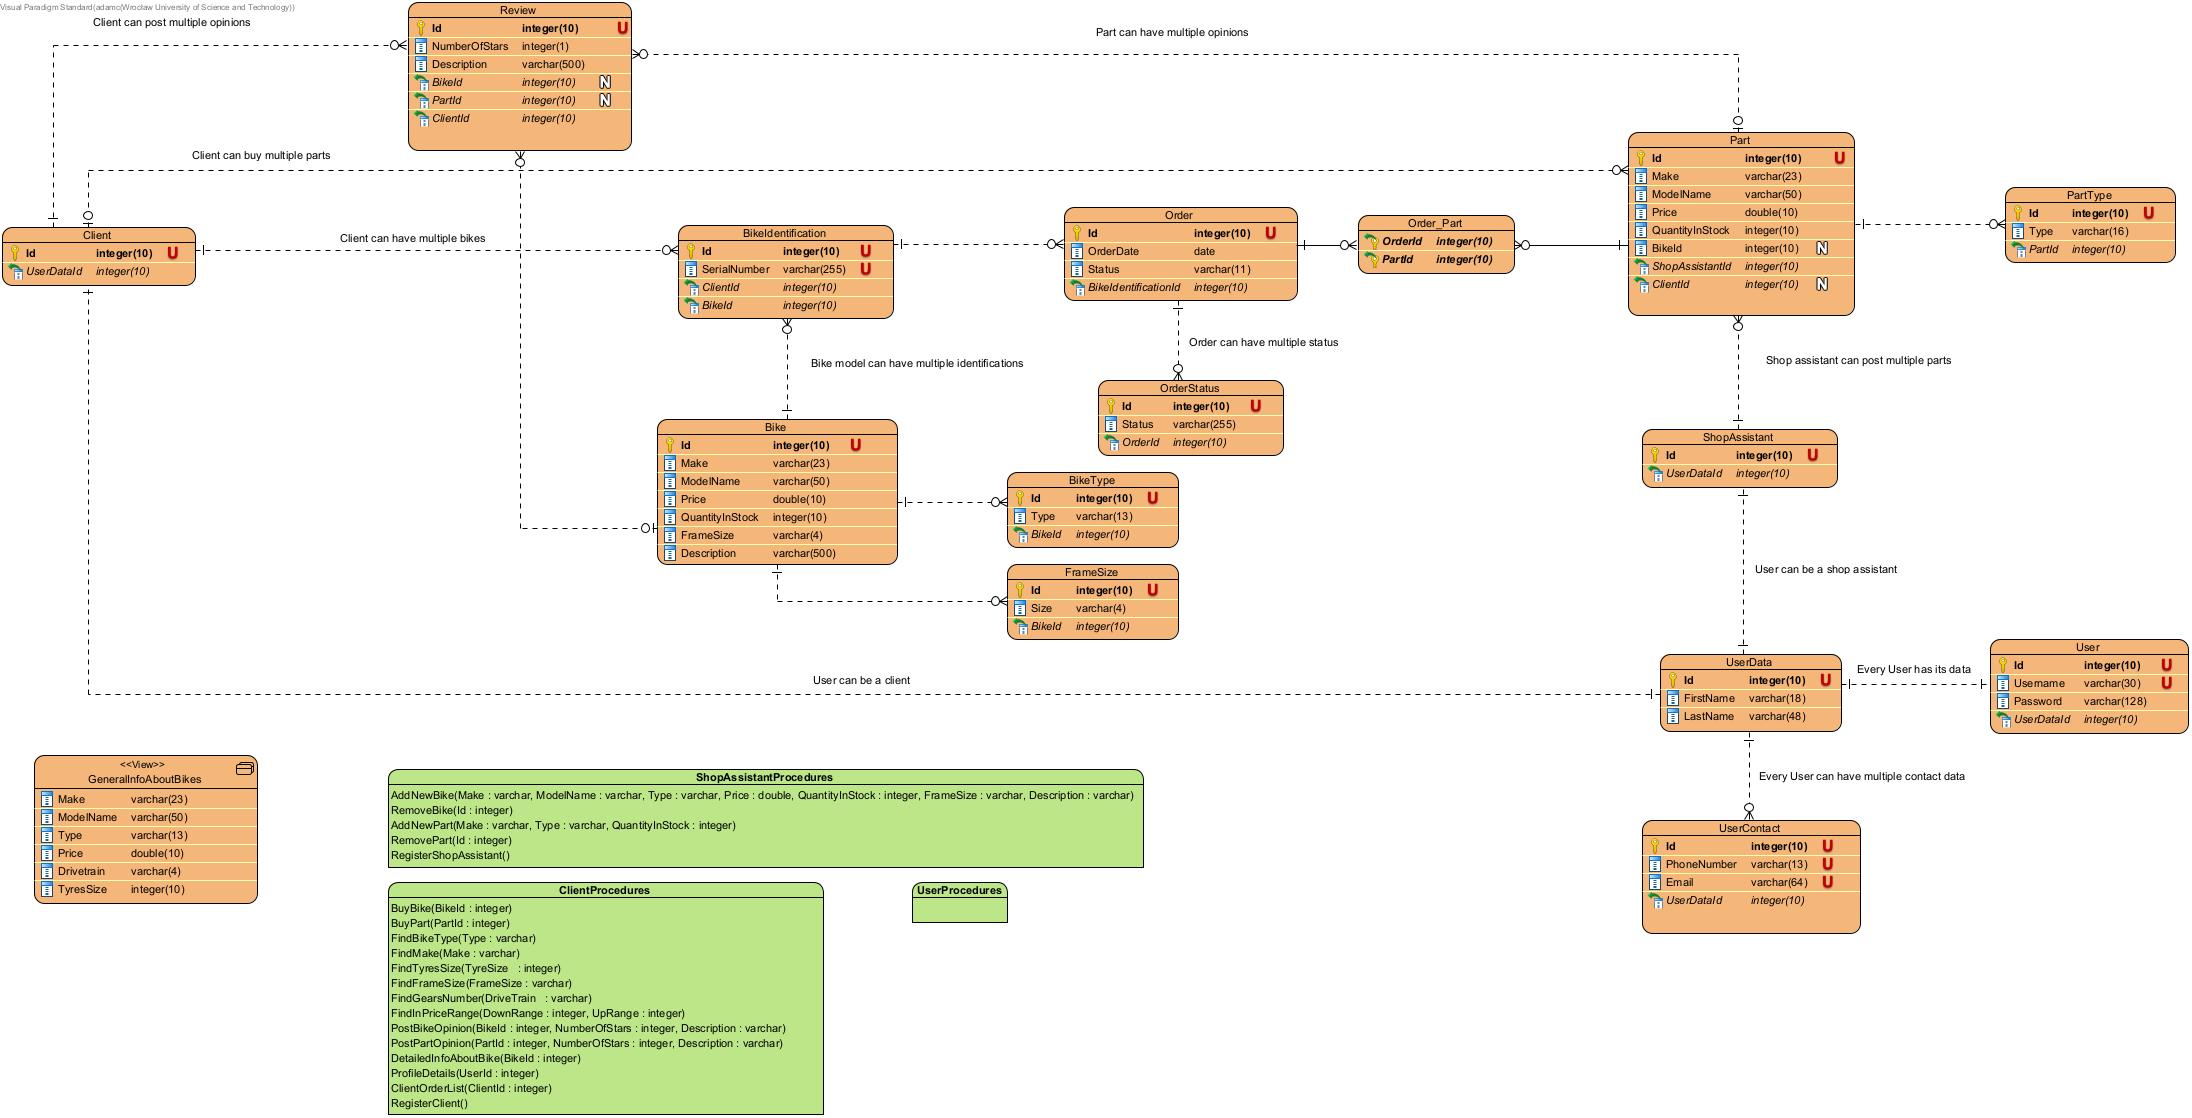 Visual Paradigm Standard(adamc(Wroclaw University of Science and Technology))
Client can post multiple opinions
Review
Id integer(10) U
NumberOfStars integer(1)
Description varchar(500)
BikeId integer(10) N
PartId integer(10) N
ClientId integer(10)
Part can have multiple opinions
Client can buy multiple parts
Part
Id integer(10) U
Make varchar(23)
ModelName varchar(50)
Price double(10)
QuantityInStock integer(10)
BikeId integer(10) N
ShopAssistantId integer(10)
ClientId integer(10) N
PartType
Id integer(10) U
Type varchar(16)
PartId integer(10)
Client
Id integer(10) U
UserDataId integer(10)
Client can have multiple bikes
BikeIdentification
Id integer(10) U
SerialNumber varchar(255) U
ClientId integer(10)
BikeId integer(10)
Order
Id integer(10) U
OrderDate date
Status varchar(11)
BikeIdentificationId integer(10)
Order_Part
OrderId integer(10)
PartId integer(10)
Bike model can have multiple identifications
Order can have multiple status
Shop assistant can post multiple parts
OrderStatus
Id integer(10) U
Status varchar(255)
OrderId integer(10)
Bike
Id integer(10) U
Make varchar(23)
ModelName varchar(50)
Price double(10)
QuantityInStock integer(10)
FrameSize varchar(4)
Description varchar(500)
BikeType
Id integer(10) U
Type varchar(13)
BikeId integer(10)
FrameSize
Id integer(10) U
Size varchar(4)
BikeId integer(10)
ShopAssistant
Id integer(10) U
UserDataId integer(10)
User can be a shop assistant
User can be a client
UserData
Id integer(10) U
FirstName varchar(18)
LastName varchar(48)
Every User has its data
User
Id integer(10) U
Username varchar(30) U
Password varchar(128)
UserDataId integer(10)
Every User can have multiple contact data
UserContact
Id integer(10) U
PhoneNumber varchar(13) U
Email varchar(64) U
UserDataId integer(10)
<<View>>
GeneralInfoAboutBikes
Make varchar(23)
ModelName varchar(50)
Type varchar(13)
Price double(10)
Drivetrain varchar(4)
TyresSize integer(10)
ShopAssistantProcedures
AddNewBike(Make : varchar, ModelName : varchar, Type : varchar, Price : double, QuantityInStock : integer, FrameSize : varchar, Description : varchar)
RemoveBike(Id : integer)
AddNewPart(Make : varchar, Type : varchar, QuantityInStock : integer)
RemovePart(Id : integer)
RegisterShopAssistant()
ClientProcedures
BuyBike(BikeId : integer)
BuyPart(PartId : integer)
FindBikeType(Type : varchar)
FindMake(Make : varchar)
FindTyresSize(TyreSize : integer)
FindFrameSize(FrameSize : varchar)
FindGearsNumber(DriveTrain : varchar)
FindInPriceRange(DownRange : integer, UpRange : integer)
PostBikeOpinion(BikeId : integer, NumberOfStars : integer, Description : varchar)
PostPartOpinion(PartId : integer, NumberOfStars : integer, Description : varchar)
DetailedInfoAboutBike(BikeId : integer)
ProfileDetails(UserId : integer)
ClientOrderList(ClientId : integer)
RegisterClient()
UserProcedures